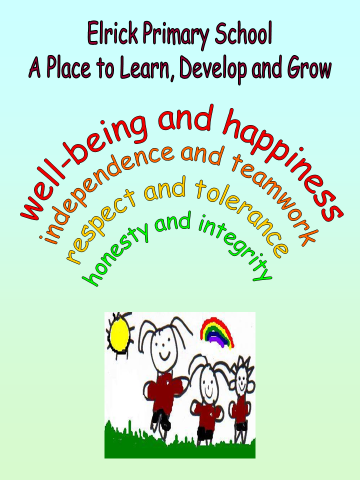 Elrick Primary School
A Place to Learn, Develop and Grow
well-being and happiness
independence and teamwork
respect and tolerance
honesty and integrity